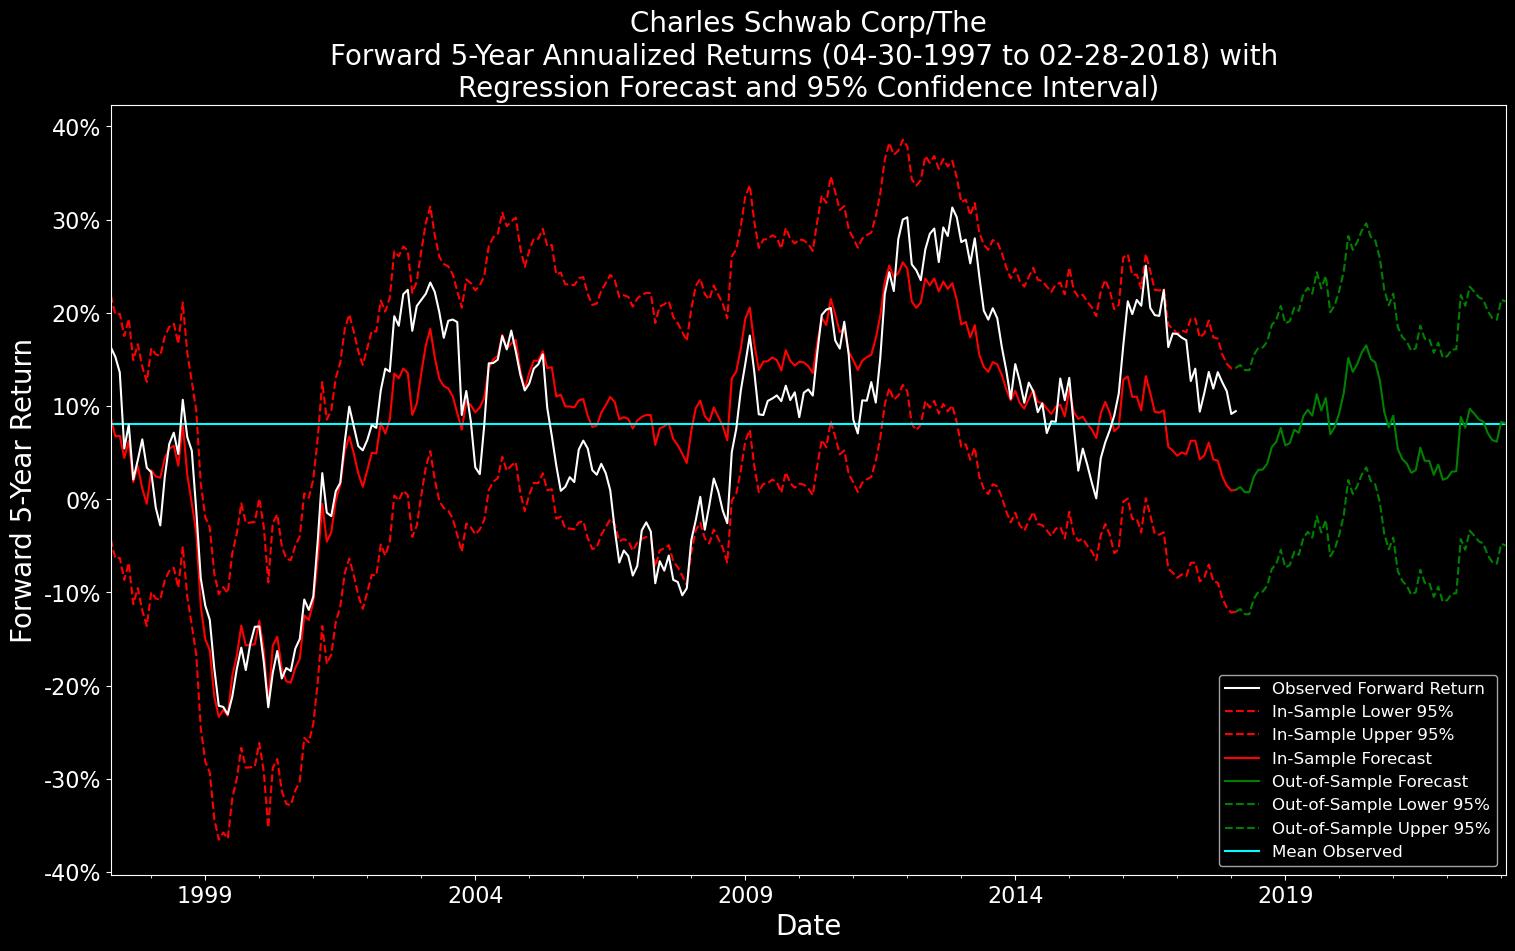 Charles Schwab Corp/The
Forward 5-Year Annualized Returns (04-30-1997 to 02-28-2018) with
Regression Forecast and 95% Confidence Interval)
Forward 5-Year Return
40%
30%
20%
10%
0%
-10%
-20%
-30%
-40%
Observed Forward Return
In-Sample Lower 95%
In-Sample Upper 95%
In-Sample Forecast
Out-of-Sample Forecast
Out-of-Sample Lower 95%
Out-of-Sample Upper 95%
Mean Observed
1999 2004 2009 2014 2019
Date